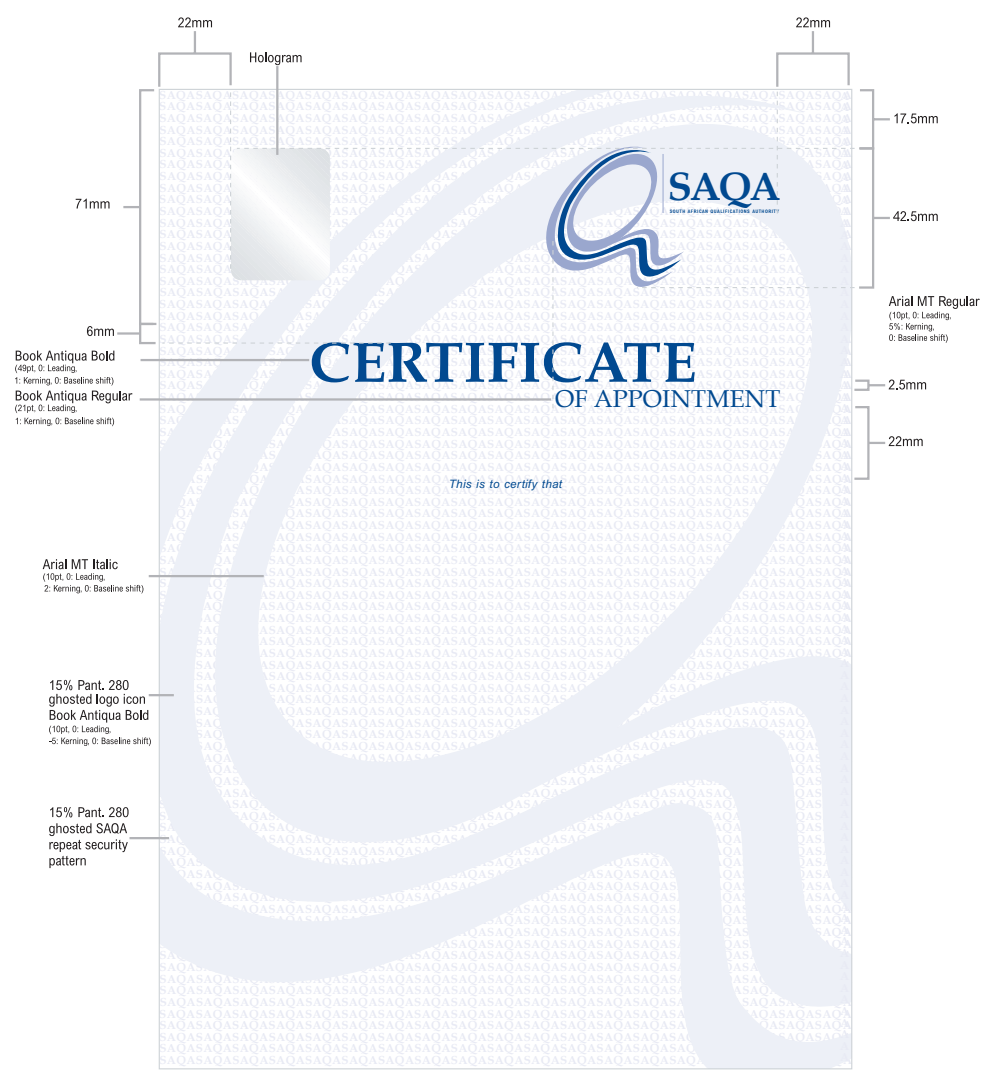 22mm
22mm
Hologram
17.5mm
71mm
SAQA
SOUTH AFRICAN QUALIFICATIONS AUTHORITY
42.5mm
Arial MT Regular
(10pt, 0: Leading,
5%: Kerning,
0: Baseline shift)
6mm
Book Antiqua Bold
(49pt, 0: Leading,
1: Kerning, 0: Baseline shift)
CERTIFICATE
2.5mm
Book Antiqua Regular
(21pt, 0: Leading,
1: Kerning, 0: Baseline shift)
OF APPOINTMENT
22mm
This is to certify that
Arial MT Italic
(10pt, 0: Leading,
2: Kerning, 0: Baseline shift)
15% Pant. 280
ghosted logo icon
Book Antiqua Bold
(10pt, 0: Leading,
-5: Kerning, 0: Baseline shift)
15% Pant. 280
ghosted SAQA
repeat security
pattern